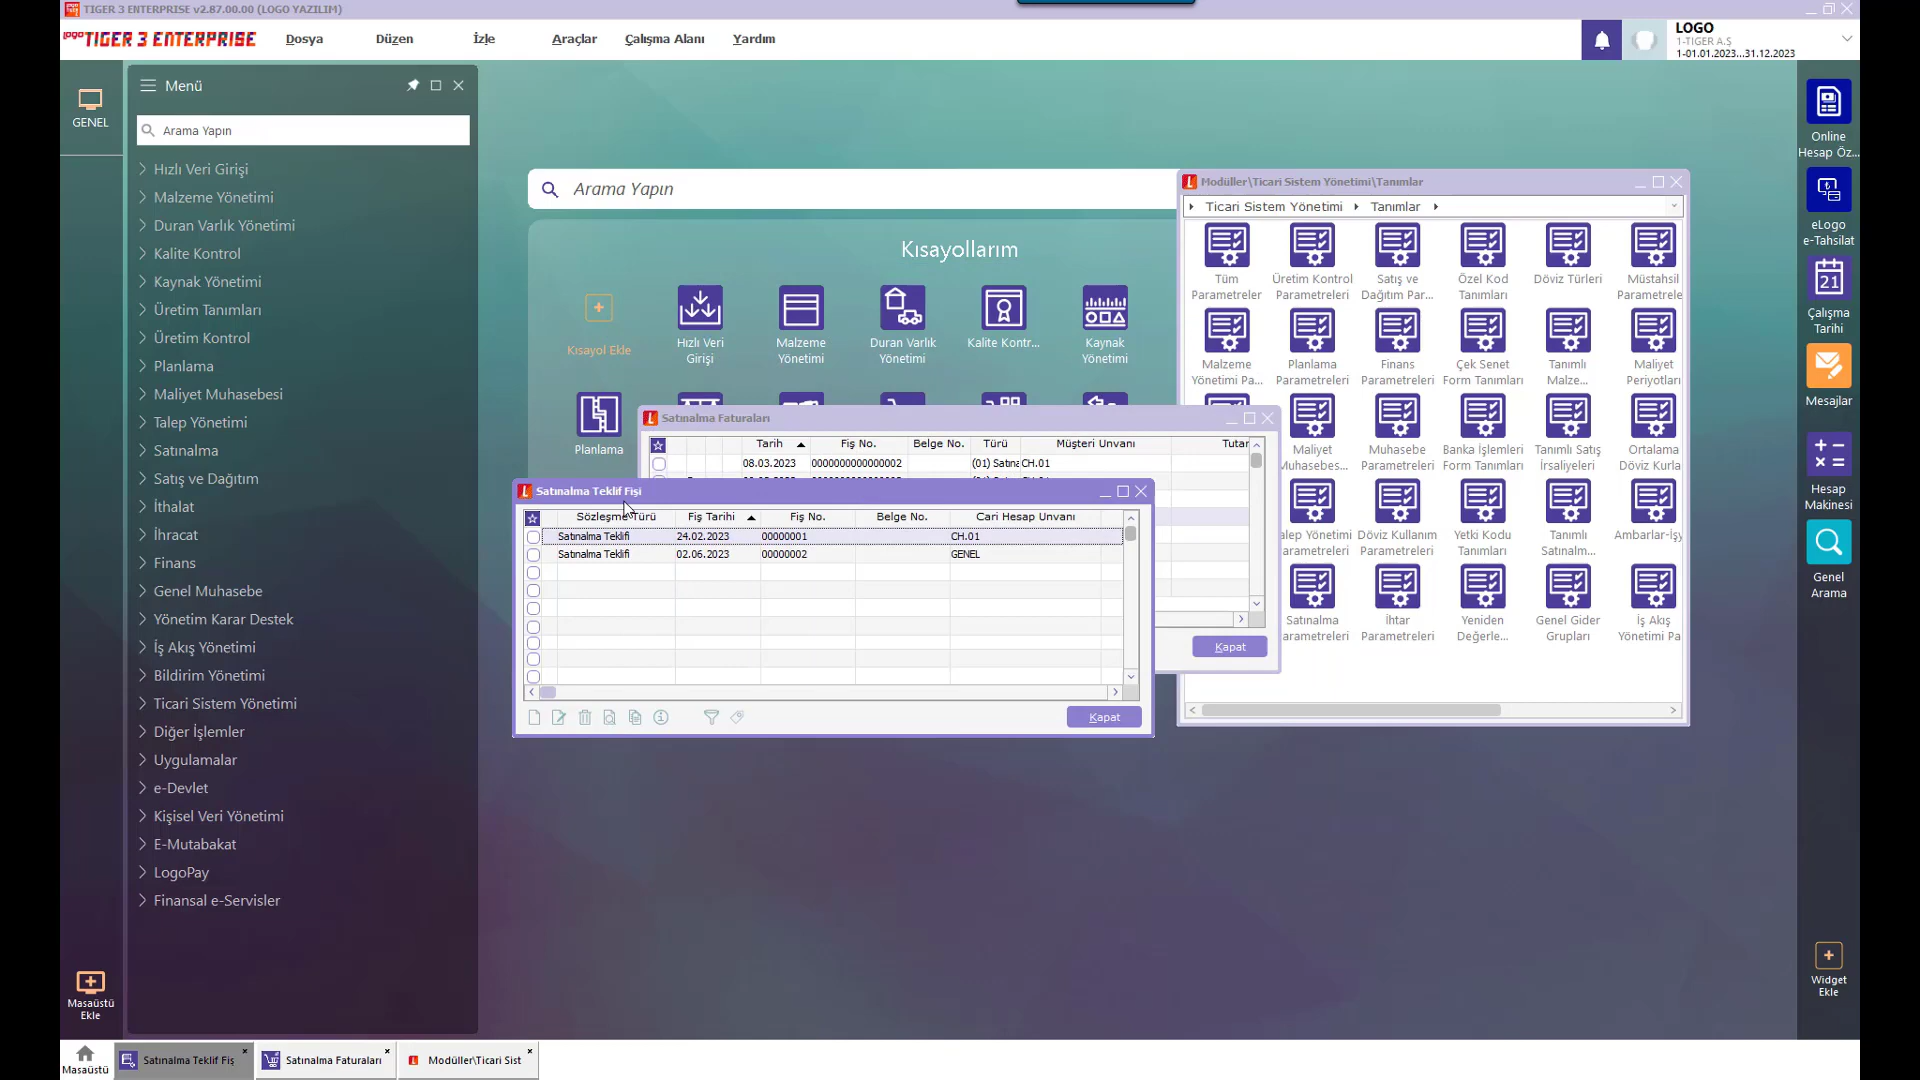 TIGER 3 ENTERPRISE v2.87.00.00 (LOGO YAZILIM)
LOGO TIGER 3 ENTERPRISE
Dosya Düzen İzle Araçlar Çalışma Alanı Yardım
LOGO
1-TIGER A.Ş
1-01.01.2023...31.12.2023
GENEL
Menü
Arama Yapın
Hızlı Veri Girişi
Malzeme Yönetimi
Duran Varlık Yönetimi
Kalite Kontrol
Kaynak Yönetimi
Üretim Tanımları
Üretim Kontrol
Planlama
Maliyet Muhasebesi
Talep Yönetimi
Satınalma
Satış ve Dağıtım
İthalat
İhracat
Finans
Genel Muhasebe
Yönetim Karar Destek
İş Akış Yönetimi
Bildirim Yönetimi
Ticari Sistem Yönetimi
Diğer İşlemler
Uygulamalar
e-Devlet
Kişisel Veri Yönetimi
E-Mutabakat
LogoPay
Finansal e-Servisler
Masaüstü
Ekle
Arama Yapın
Kısayollarım
Kısayol Ekle
Hızlı Veri
Girişi
Malzeme
Yönetimi
Duran Varlık
Yönetimi
Kalite Kontr...
Kaynak
Yönetimi
Planlama
Satınalma Faturaları
Tarih Fiş No. Belge No. Türü Müşteri Unvanı Tutar
08.03.2023 0000000000000002 (01) Satına CH.01
Kapat
Satınalma Teklif Fişi
Sözleşme Türü Fiş Tarihi Fiş No. Belge No. Cari Hesap Unvanı
Satınalma Teklifi 24.02.2023 00000001 CH.01
Satınalma Teklifi 02.06.2023 00000002 GENEL
Kapat
Modüller\Ticari Sistem Yönetimi\Tanımlar
Ticari Sistem Yönetimi Tanımlar
Tüm
Parametreler
Üretim Kontrol
Parametreleri
Satış ve
Dağıtım Par...
Özel Kod
Tanımları
Döviz Türleri
Müstahsil
Parametrele
Malzeme
Yönetimi Pa...
Planlama
Parametreleri
Finans
Parametreleri
Çek Senet
Form Tanımları
Tanımlı
Malze...
Maliyet
Periyotları
Maliyet
Muhasebes...
Muhasebe
Parametreleri
Banka İşlemleri
Form Tanımları
Tanımlı Satış
İrsaliyeleri
Ortalama
Döviz Kurla
alep Yönetimi
arametreleri
Döviz Kullanım
Parametreleri
Yetki Kodu
Tanımları
Tanımlı
Satınalm...
Ambarlar-İşy
Satınalma
arametreleri
İhtar
Parametreleri
Yeniden
Değerle...
Genel Gider
Grupları
İş Akış
Yönetimi Pa
Online
Hesap Öz...
eLogo
e-Tahsilat
21
Çalışma
Tarihi
Mesajlar
Hesap
Makinesi
Genel
Arama
Widget
Ekle
Masaüstü
Satınalma Teklif Fiş
Satınalma Faturaları
Modüller\Ticari Sist